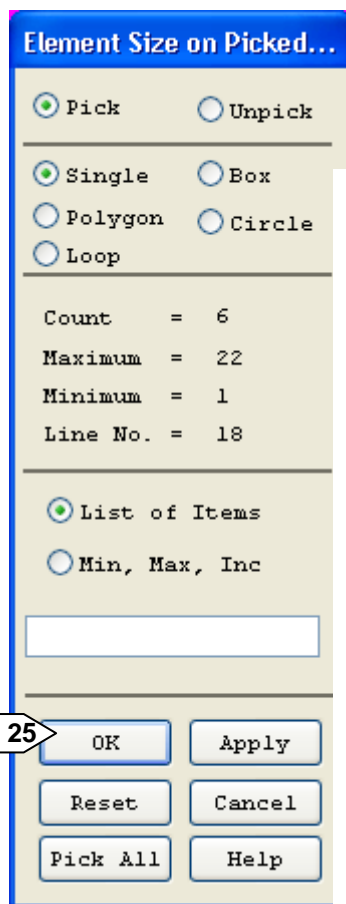 Element Size on Picked...
Pick Unpick
Single Box
Polygon Circle
Loop
Count = 6
Maximum = 22
Minimum = 1
Line No. = 18
List of Items
Min, Max, Inc
25 OK Apply
Reset Cancel
Pick All Help